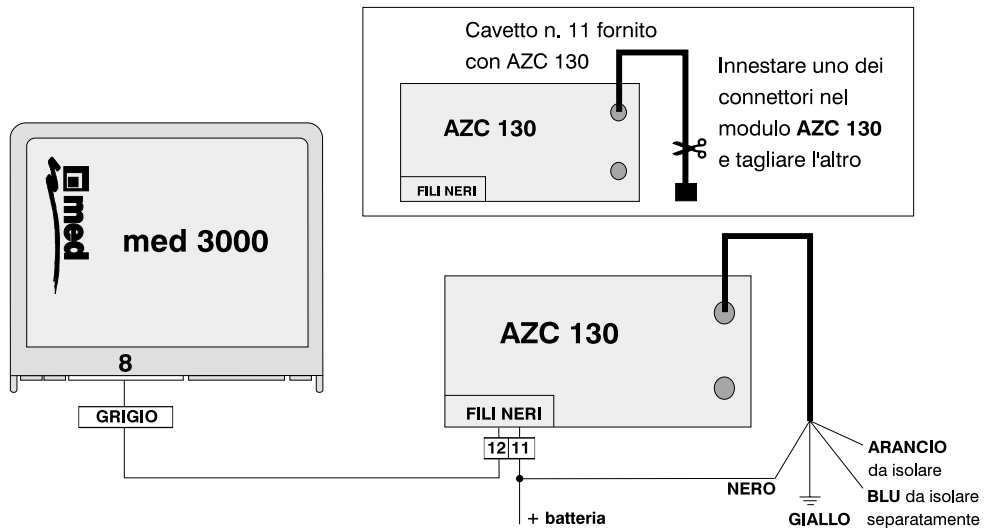 Cavetto n. 11 fornito
con AZC 130
Innestare uno dei
connettori nel
modulo AZC 130
e tagliare l'altro
AZC 130
FILI NERI
med
med 3000
8
GRIGIO
AZC 130
FILI NERI
12 11
+ batteria
NERO
GIALLO
ARANCIO
da isolare
BLU da isolare
separatamente